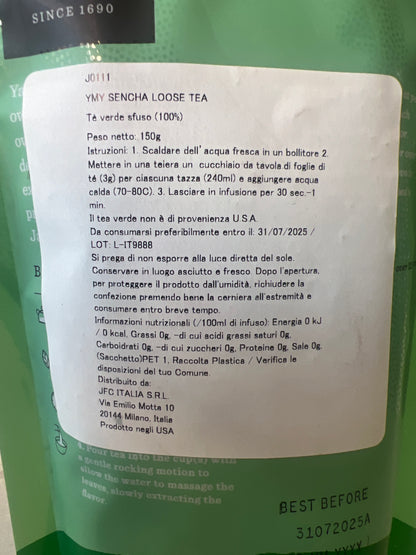 SINCE 1690
J0111
YMY SENCHA LOOSE TEA
Tè verde sfuso (100%)
Peso netto: 150g
Istruzioni: 1. Scaldare dell'acqua fresca in un bollitore 2.
Mettere in una teiera un cucchiaio da tavola di foglie di
té (3g) per ciascuna tazza (240ml) e aggiungere acqua
calda (70-80C). 3. Lasciare in infusione per 30 sec.-1
min.
Il tea verde non è di provenienza U.S.A.
Da consumarsi preferibilmente entro il: 31/07/2025 /
LOT: L-IT9888
Si prega di non esporre alla luce diretta del sole.
Conservare in luogo asciutto e fresco. Dopo l'apertura,
per proteggere il prodotto dall'umidità, richiudere la
confezione premendo bene la cerniera all'estremità e
consumare entro breve tempo.
Informazioni nutrizionali (/100ml di infuso): Energia 0 kJ
/ 0 kcal, Grassi 0g, -di cui acidi grassi saturi 0g,
Carboidrati 0g, -di cui zuccheri 0g, Proteine 0g, Sale 0g.
(Sacchetto)PET 1, Raccolta Plastica / Verifica le
disposizioni del tuo Comune.
Distribuito da:
JFC ITALIA S.R.L.
Via Emilio Motta 10
20144 Milano, Italia
Prodotto negli USA
4. Pour tea into the cup(s) with
a gentle rocking motion to
allow the water to massage the
leaves, slowly extracting the
flavor.
BEST BEFORE
31072025A